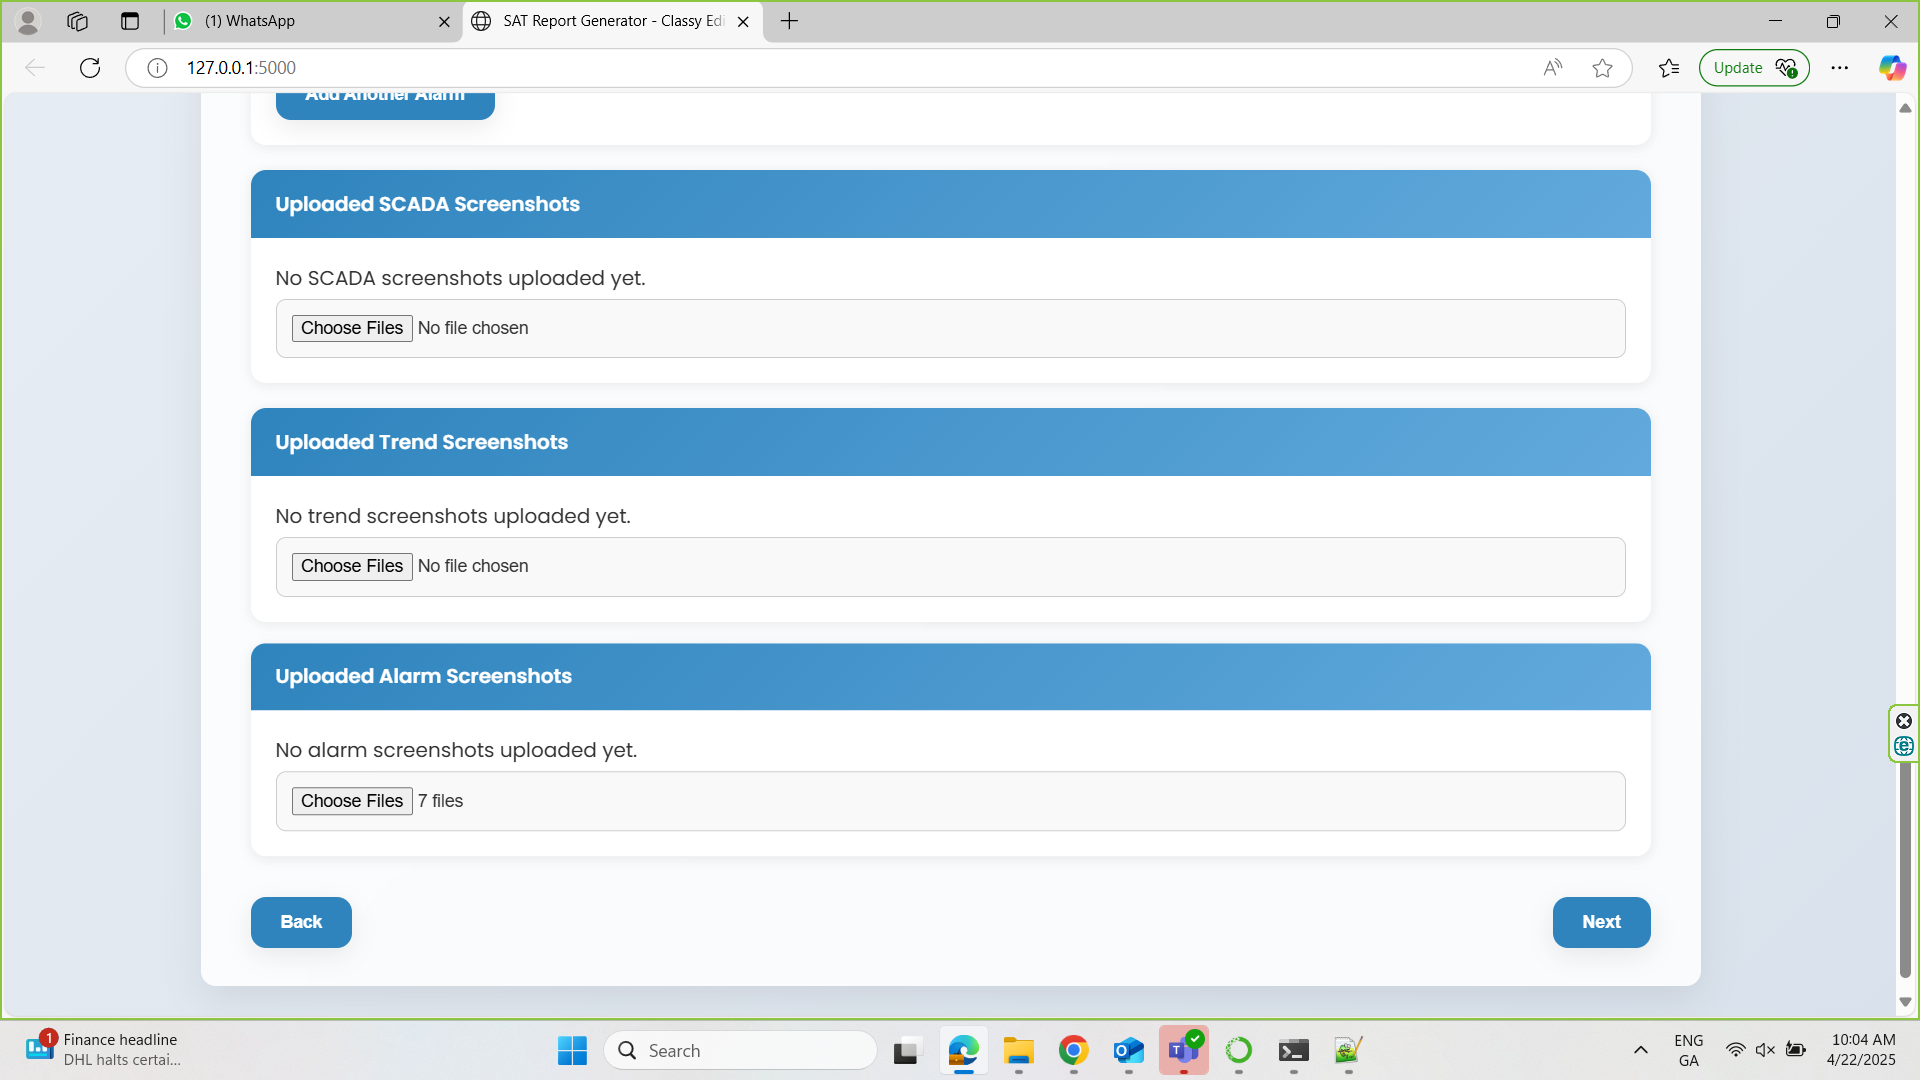 (1) WhatsApp
SAT Report Generator - Classy Edi
127.0.0.1:5000
Update
Add Another Alarm
Uploaded SCADA Screenshots
No SCADA screenshots uploaded yet.
Choose Files No file chosen
Uploaded Trend Screenshots
No trend screenshots uploaded yet.
Choose Files No file chosen
Uploaded Alarm Screenshots
No alarm screenshots uploaded yet.
Choose Files 7 files
Back
Next
1
Finance headline
DHL halts certai...
Search
ENG
GA
10:04 AM
4/22/2025